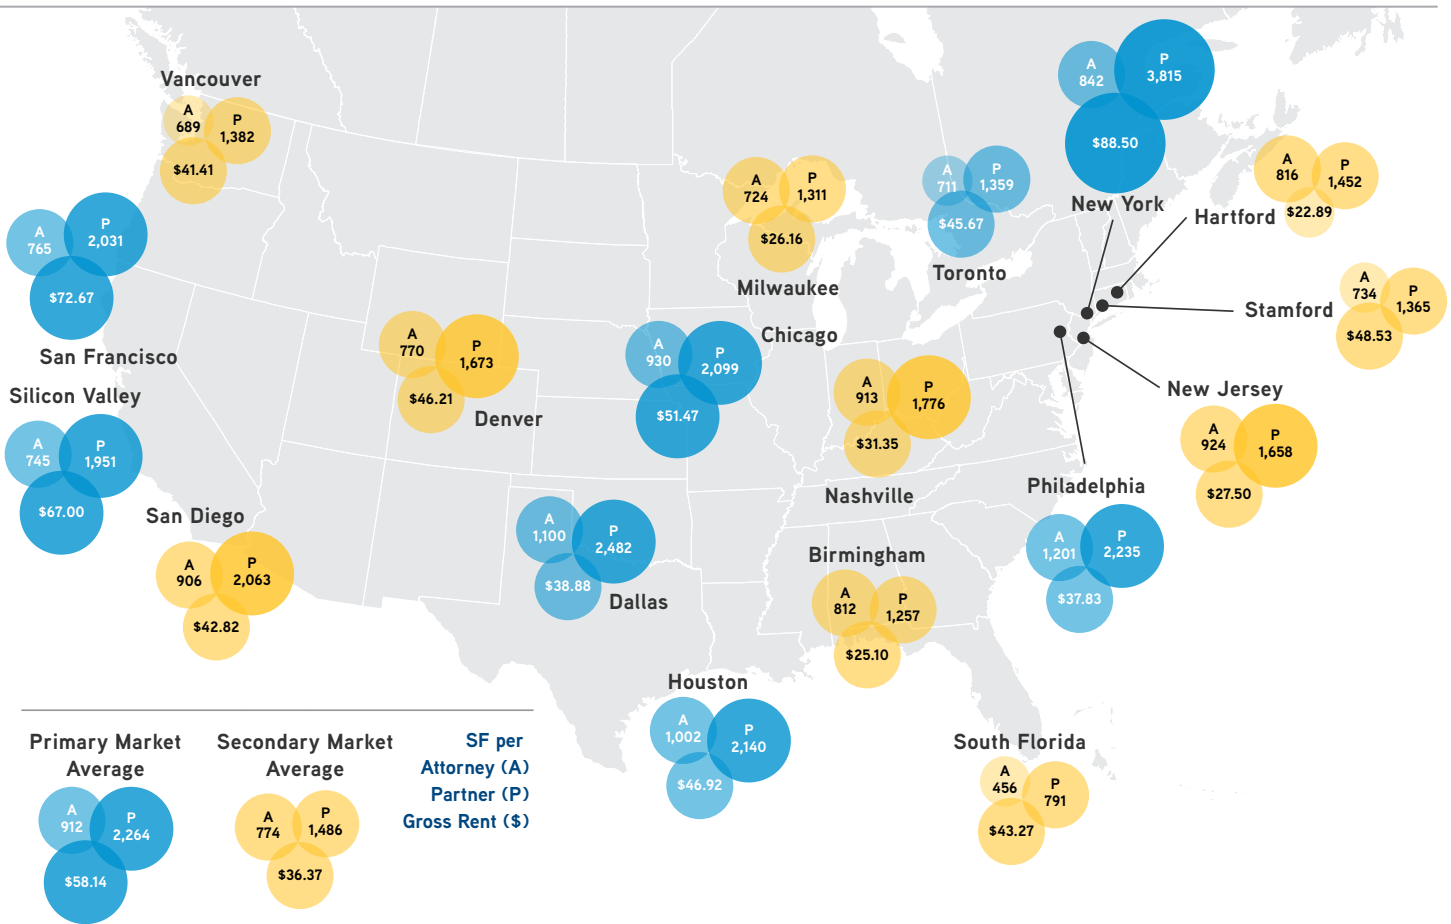 Vancouver
A
689
P
1,382
$41.41
A
765
P
2,031
$72.67
San Francisco
Silicon Valley
A
745
P
1,951
$67.00
San Diego
A
906
P
2,063
$42.82
A
770
P
1,673
$46.21
Denver
A
724
P
1,311
$26.16
Milwaukee
A
930
P
2,099
$51.47
Chicago
A
1,100
P
2,482
$38.88
Dallas
Houston
A
1,002
P
2,140
$46.92
A
913
P
1,776
$31.35
Nashville
Birmingham
A
812
P
1,257
$25.10
A
711
P
1,359
$45.67
Toronto
A
842
P
3,815
$88.50
New York
A
816
P
1,452
$22.89
Hartford
A
734
P
1,365
$48.53
Stamford
New Jersey
A
924
P
1,658
$27.50
Philadelphia
A
1,201
P
2,235
$37.83
South Florida
A
456
P
791
$43.27
Primary Market
Average
A
912
P
2,264
$58.14
Secondary Market
Average
A
774
P
1,486
$36.37
SF per
Attorney (A)
Partner (P)
Gross Rent ($)